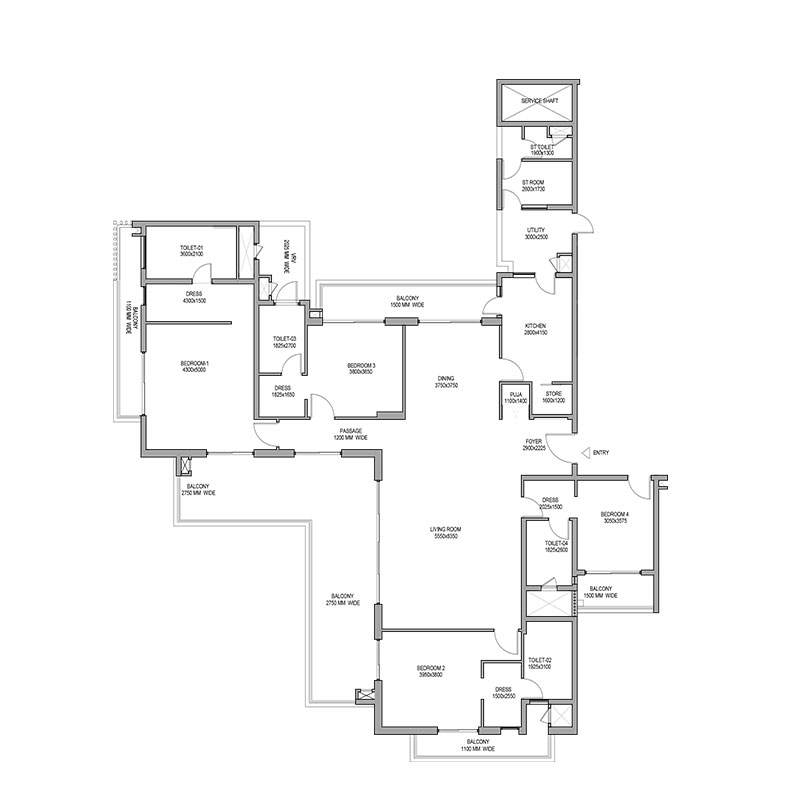 SERVICE SHAFT
ST TOILET
1900x1300
ST ROOM
2800x1730
UTILITY
3000x2500
TOILET-01
3600x2100
VRV
2025 MM WIDE
DRESS
4300x1500
BALCONY
1100 MM WIDE
BALCONY
1500 MM WIDE
KITCHEN
2800x4150
TOILET-03
1825x2700
BEDROOM-1
4300x5000
BEDROOM 3
3800x3650
DINING
3750x3750
DRESS
1825x1650
PUJA
1100x1400
STORE
1600x1200
PASSAGE
1200 MM WIDE
FOYER
2900x2225
ENTRY
BALCONY
2750 MM WIDE
DRESS
2025x1500
BEDROOM 4
3050x3575
LIVING ROOM
5550x8350
TOILET-04
1825x2600
BALCONY
2750 MM WIDE
BALCONY
1500 MM WIDE
BEDROOM 2
3950x3800
TOILET-02
1925x3100
DRESS
1500x2550
BALCONY
1100 MM WIDE